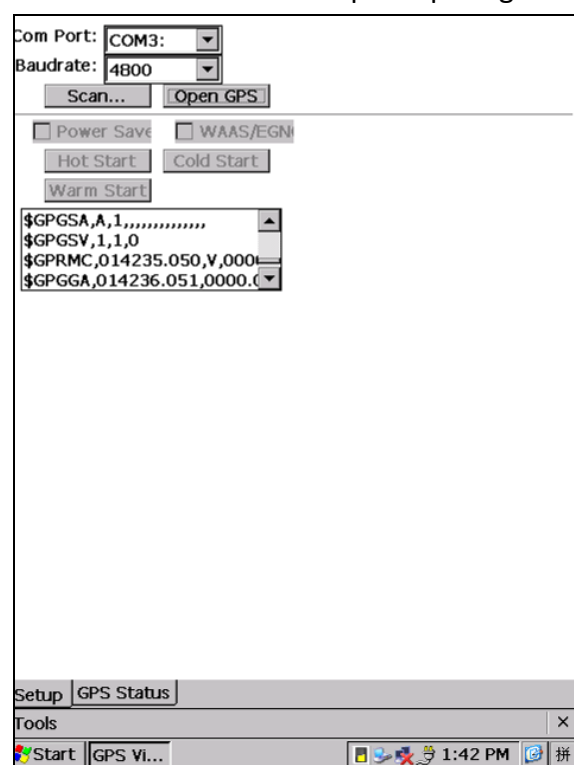 Com Port: COM3:
Baudrate: 4800
Scan... Open GPS
Power Save WAAS/EGN
Hot Start Cold Start
Warm Start
$GPGSA,A,1,,,,,,,,,,,,,,
$GPGSV,1,1,0
$GPRMC,014235.050,V,000
$GPGGA,014236.051,0000.0
Setup GPS Status
Tools ×
Start GPS Vi... 1:42 PM 拼